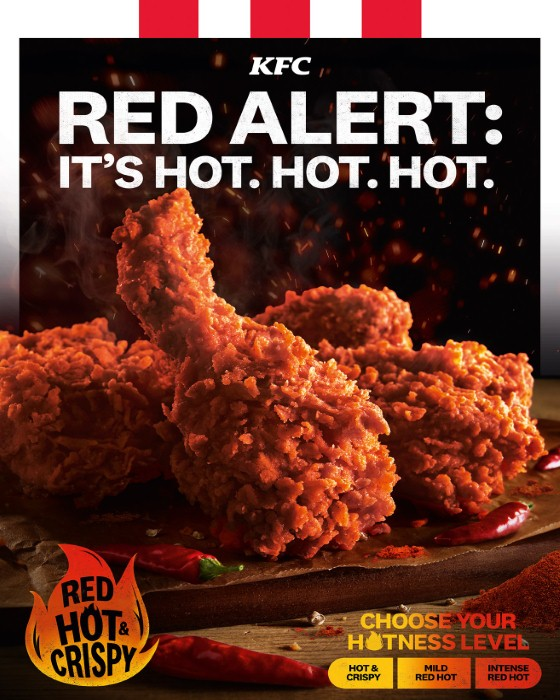 KFC
RED ALERT:
IT'S HOT. HOT. HOT.
RED
HOT&
CRISPY
CHOOSE YOUR
HOTNESS LEVEL
HOT &
CRISPY
MILD
RED HOT
INTENSE
RED HOT